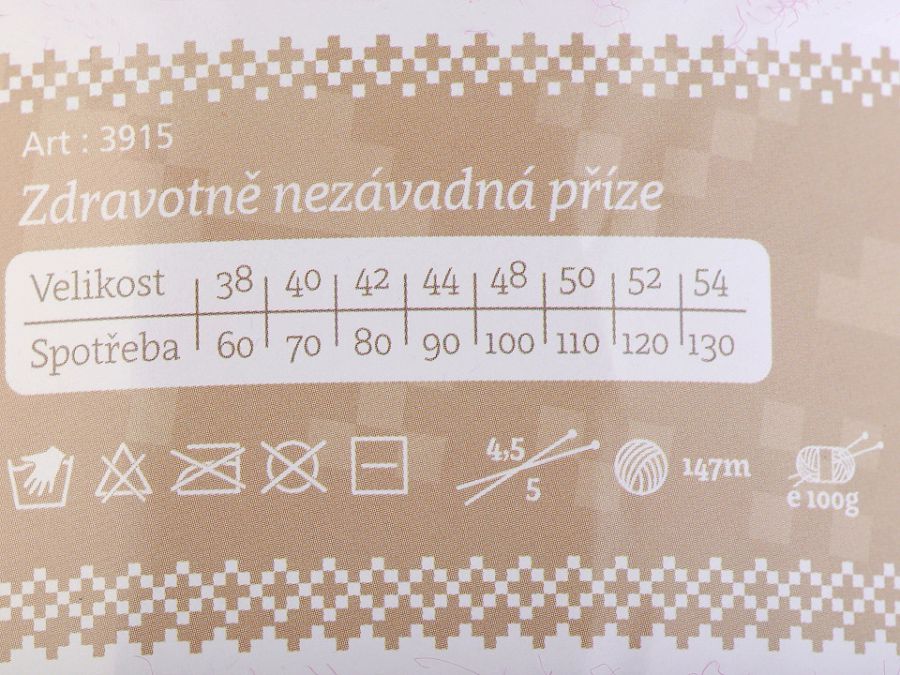 Art : 3915
Zdravotně nezávadná příze
Velikost 38 40 42 44 48 50 52 54
Spotřeba 60 70 80 90 100 110 120 130
4,5
5
147m
e 100g